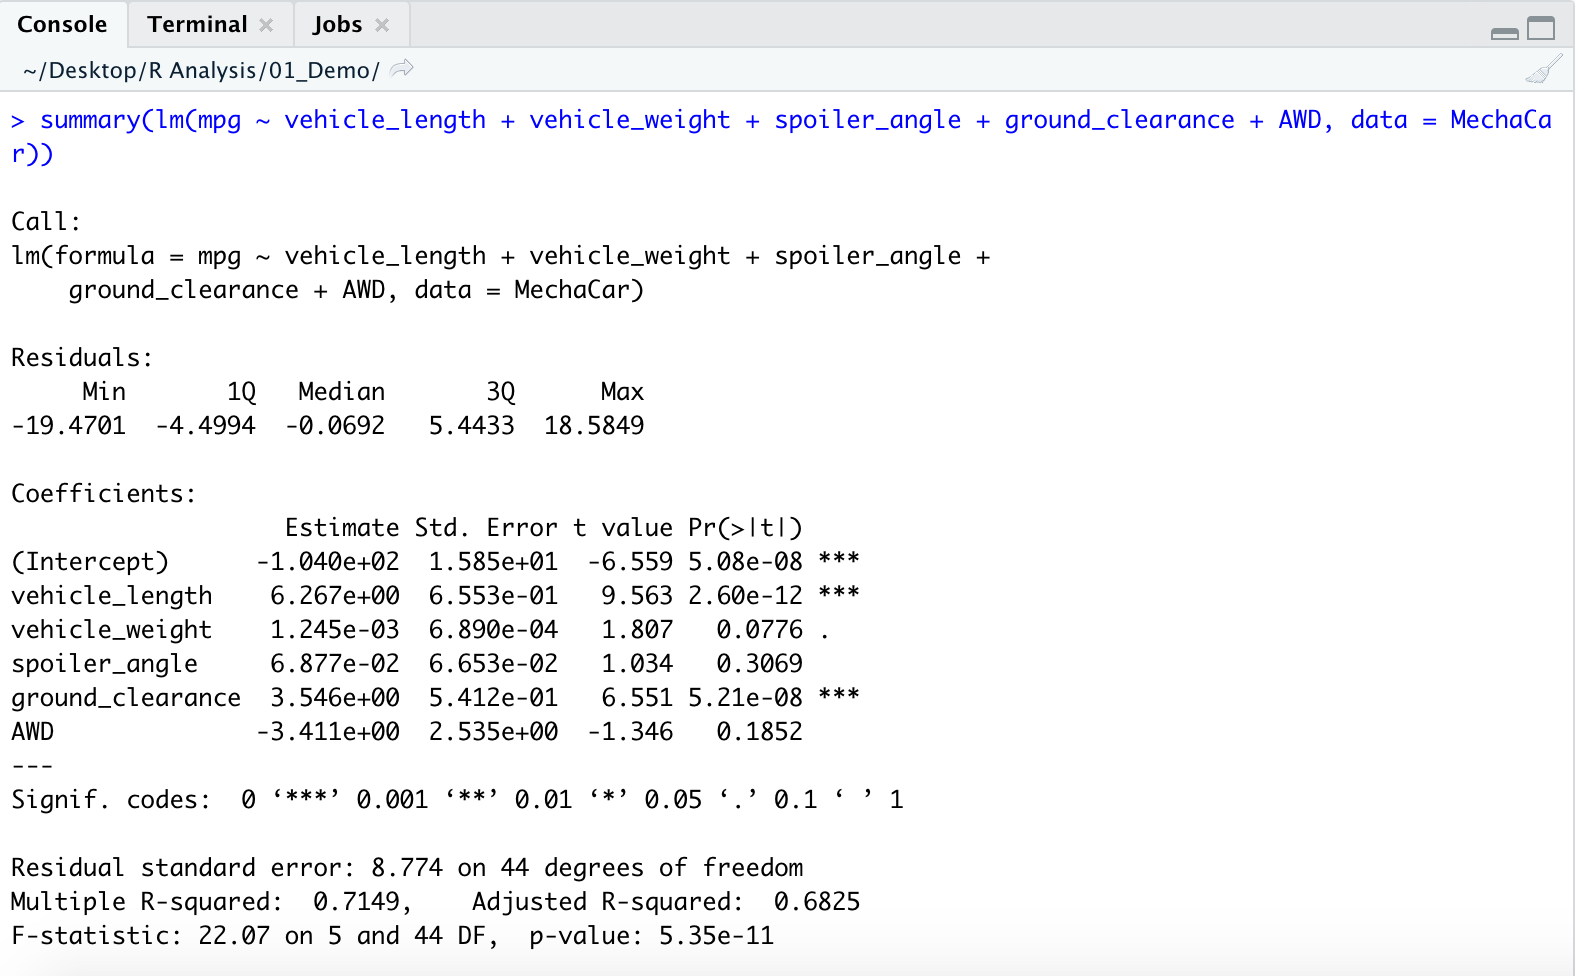 Console Terminal Jobs
~/Desktop/R Analysis/01_Demo/
> summary(lm(mpg ~ vehicle_length + vehicle_weight + spoiler_angle + ground_clearance + AWD, data = MechaCa
r))
Call:
lm(formula = mpg ~ vehicle_length + vehicle_weight + spoiler_angle +
    ground_clearance + AWD, data = MechaCar)
Residuals:
     Min       1Q   Median       3Q      Max
-19.4701  -4.4994  -0.0692   5.4433  18.5849
Coefficients:
                   Estimate Std. Error t value Pr(>|t|)
(Intercept)      -1.040e+02  1.585e+01  -6.559 5.08e-08 ***
vehicle_length    6.267e+00  6.553e-01   9.563 2.60e-12 ***
vehicle_weight    1.245e-03  6.890e-04   1.807   0.0776 .
spoiler_angle     6.877e-02  6.653e-02   1.034   0.3069
ground_clearance  3.546e+00  5.412e-01   6.551 5.21e-08 ***
AWD              -3.411e+00  2.535e+00  -1.346   0.1852
---
Signif. codes:  0 ‘***’ 0.001 ‘**’ 0.01 ‘*’ 0.05 ‘.’ 0.1 ‘ ’ 1
Residual standard error: 8.774 on 44 degrees of freedom
Multiple R-squared:  0.7149,    Adjusted R-squared:  0.6825
F-statistic: 22.07 on 5 and 44 DF,  p-value: 5.35e-11